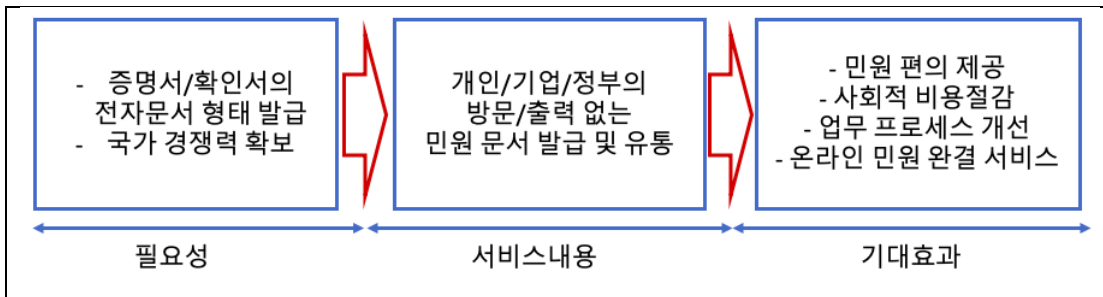 - 증명서/확인서의
전자문서 형태 발급
- 국가 경쟁력 확보
개인/기업/정부의
방문/출력 없는
민원 문서 발급 및 유통
- 민원 편의 제공
- 사회적 비용절감
- 업무 프로세스 개선
- 온라인 민원 완결 서비스
필요성
서비스내용
기대효과